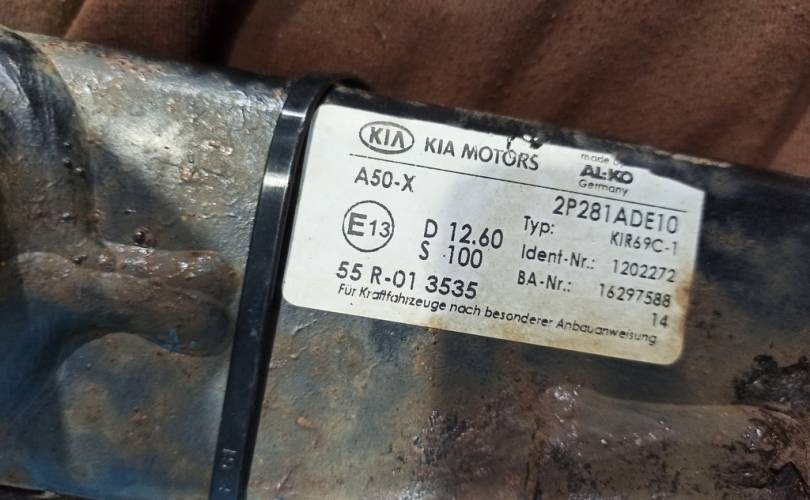 KIA KIA MOTORS made by
AL-KO
Germany
A50-X 2P281ADE10
E13 D 12.60 Typ: KIR69C-1
S 100 Ident-Nr.: 1202272
55 R-01 3535 BA-Nr.: 16297588
14
Für Kraftfahrzeuge nach besonderer Anbauanweisung